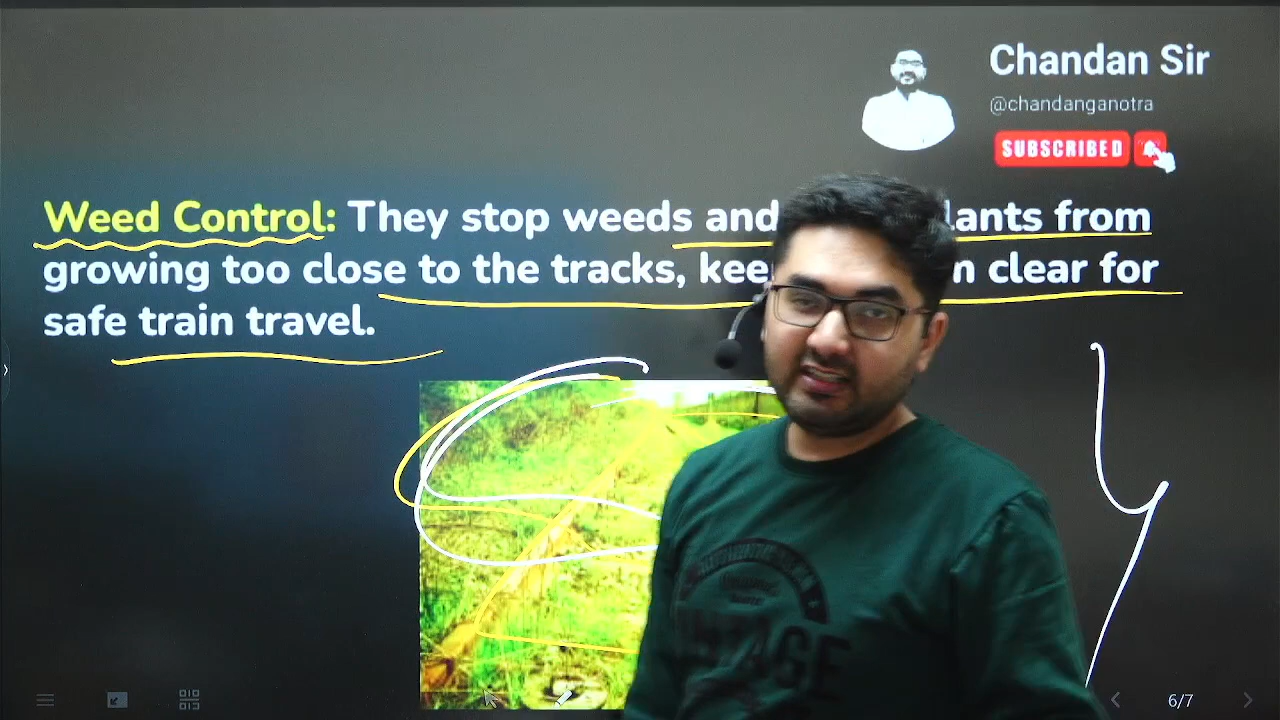 Chandan Sir
@chandanganotra
SUBSCRIBED
Weed Control: They stop weeds and lants from
growing too close to the tracks, kee n clear for
safe train travel.
6/7